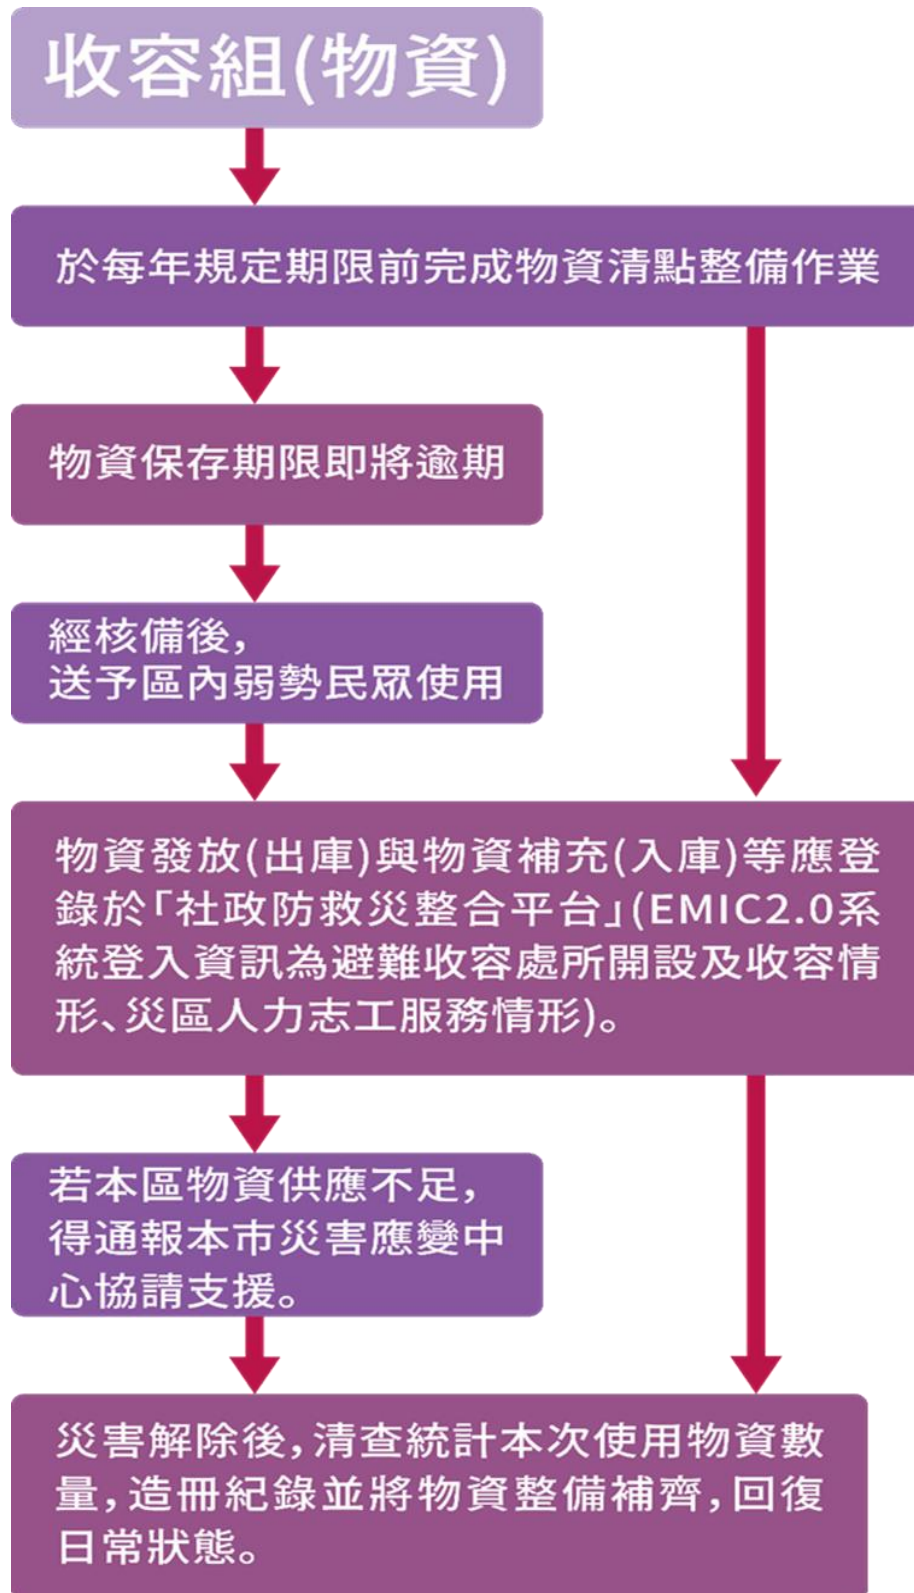 收容組(物資)
於每年規定期限前完成物資清點整備作業
物資保存期限即將逾期
經核備後，
送予區內弱勢民眾使用
物資發放(出庫)與物資補充(入庫)等應登
錄於「社政防救災整合平台」(EMIC2.0系
統登入資訊為避難收容處所開設及收容情
形、災區人力志工服務情形)。
若本區物資供應不足，
得通報本市災害應變中
心協請支援。
災害解除後，清查統計本次使用物資數
量，造冊紀錄並將物資整備補齊，回復
日常狀態。